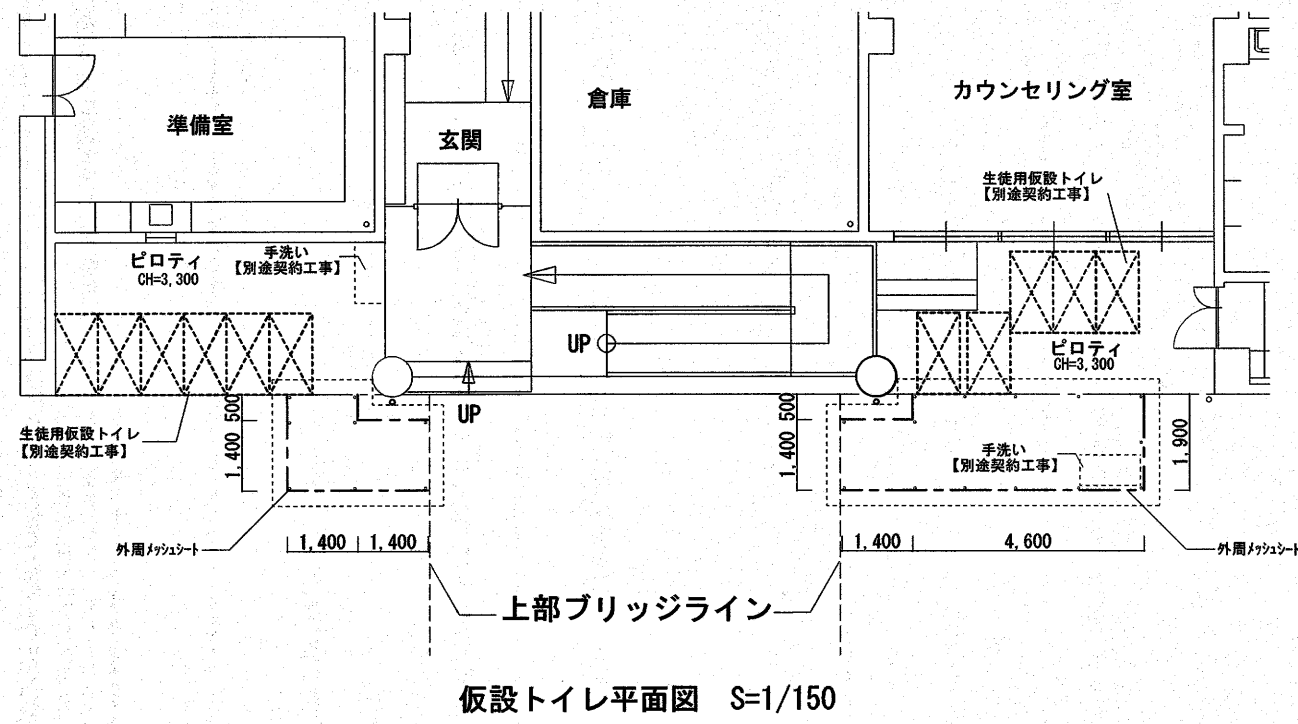 準備室
玄関
倉庫
カウンセリング室
生徒用仮設トイレ
【別途契約工事】
ピロティ
CH=3,300
手洗い
【別途契約工事】
UP
UP
ピロティ
CH=3,300
生徒用仮設トイレ
【別途契約工事】
500
1,400
500
1,400
手洗い
【別途契約工事】
1,900
外周メッシュシート
1,400
1,400
1,400
4,600
外周メッシュシート
上部ブリッジライン
仮設トイレ平面図 S=1/150